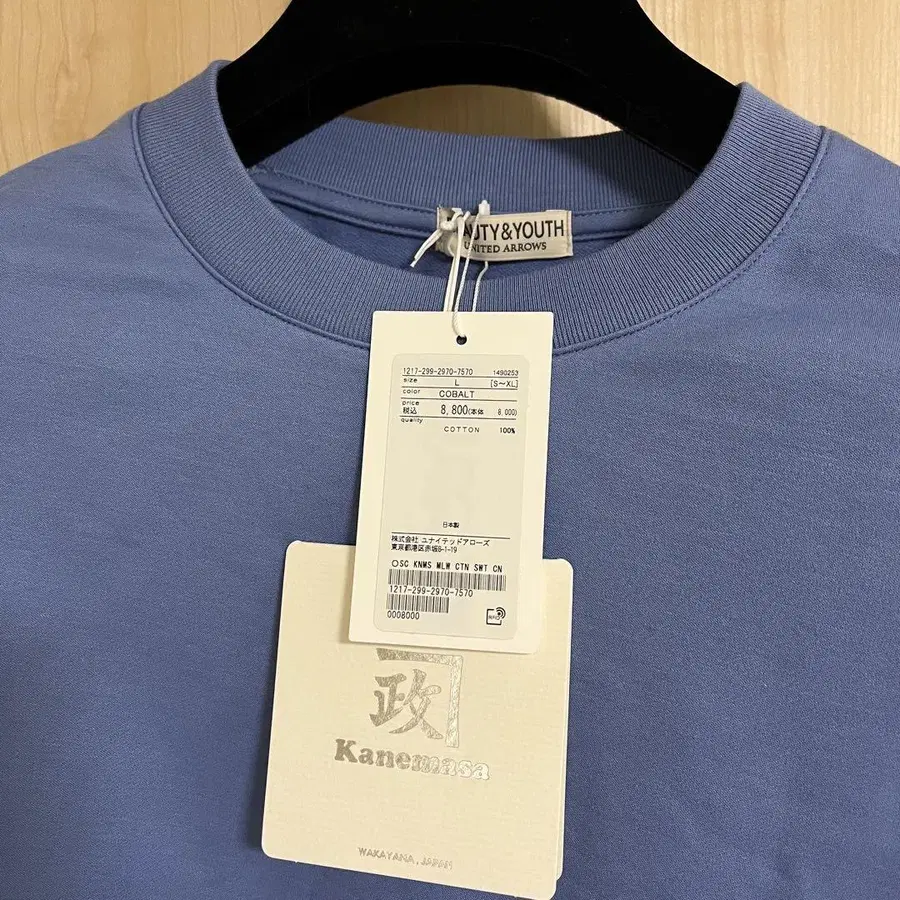 AUTY&YOUTH
UNITED ARROWS
1217-299-2970-7570 1490253
size L [S〜XL]
color COBALT
price
税込 8,800(本体 8,000)
quality
COTTON 100%
日本製
株式会社 ユナイテッドアローズ
東京都港区赤坂8-1-19
○SC KNMS MLW CTN SWT CN
1217-299-2970-7570
0008000
RFID
政
Kanemasa
WAKAYAMA, JAPAN